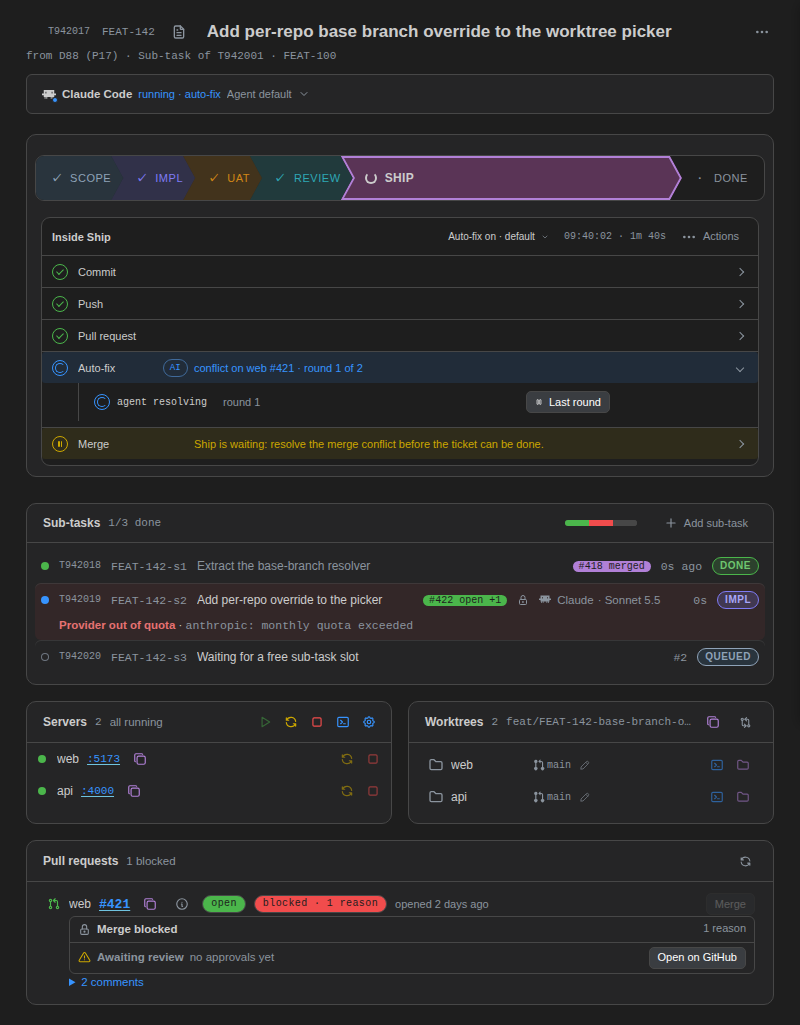 T942017 FEAT-142 Add per-repo base branch override to the worktree picker
from D88 (P17) · Sub-task of T942001 · FEAT-100
Claude Code running · auto-fix Agent default
SCOPE IMPL UAT REVIEW SHIP DONE
Inside Ship Auto-fix on · default 09:40:02 · 1m 40s Actions
Commit
Push
Pull request
Auto-fix AI conflict on web #421 · round 1 of 2
agent resolving round 1 Last round
Merge Ship is waiting: resolve the merge conflict before the ticket can be done.
Sub-tasks 1/3 done Add sub-task
T942018 FEAT-142-s1 Extract the base-branch resolver #418 merged 0s ago DONE
T942019 FEAT-142-s2 Add per-repo override to the picker #422 open +1 Claude · Sonnet 5.5 0s IMPL
Provider out of quota · anthropic: monthly quota exceeded
T942020 FEAT-142-s3 Waiting for a free sub-task slot #2 QUEUED
Servers 2 all running
web :5173
api :4000
Worktrees 2 feat/FEAT-142-base-branch-o…
web main
api main
Pull requests 1 blocked
web #421 open blocked · 1 reason opened 2 days ago Merge
Merge blocked 1 reason
Awaiting review no approvals yet Open on GitHub
2 comments